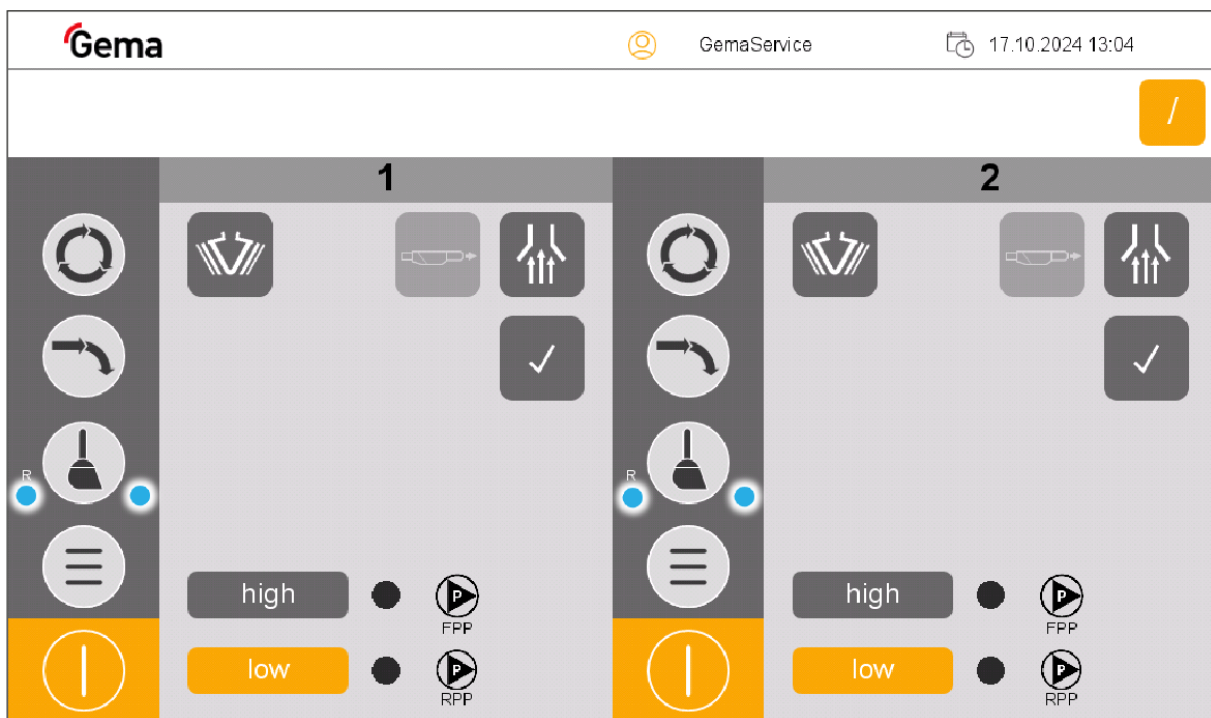 Gema
GemaService
17.10.2024 13:04
/
1
2
R
high
P
FPP
low
P
RPP
R
high
P
FPP
low
P
RPP